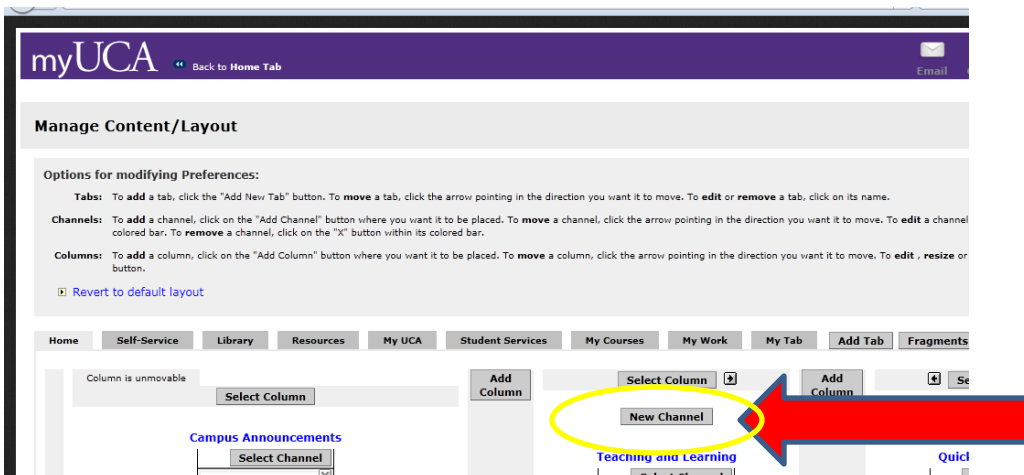 myUCA Back to Home Tab
Email
Manage Content/Layout
Options for modifying Preferences:
Tabs: To add a tab, click the "Add New Tab" button. To move a tab, click the arrow pointing in the direction you want it to move. To edit or remove a tab, click on its name.
Channels: To add a channel, click on the "Add Channel" button where you want it to be placed. To move a channel, click the arrow pointing in the direction you want it to move. To edit a channel
colored bar. To remove a channel, click on the "X" button within its colored bar.
Columns: To add a column, click on the "Add Column" button where you want it to be placed. To move a column, click the arrow pointing in the direction you want it to move. To edit , resize or
button.
Revert to default layout
Home Self-Service Library Resources My UCA Student Services My Courses My Work My Tab Add Tab Fragments
Column is unmovable
Select Column
Add Column
Select Column
Add Column
Se
New Channel
Campus Announcements
Teaching and Learning
Quick
Select Channel
Select Channel